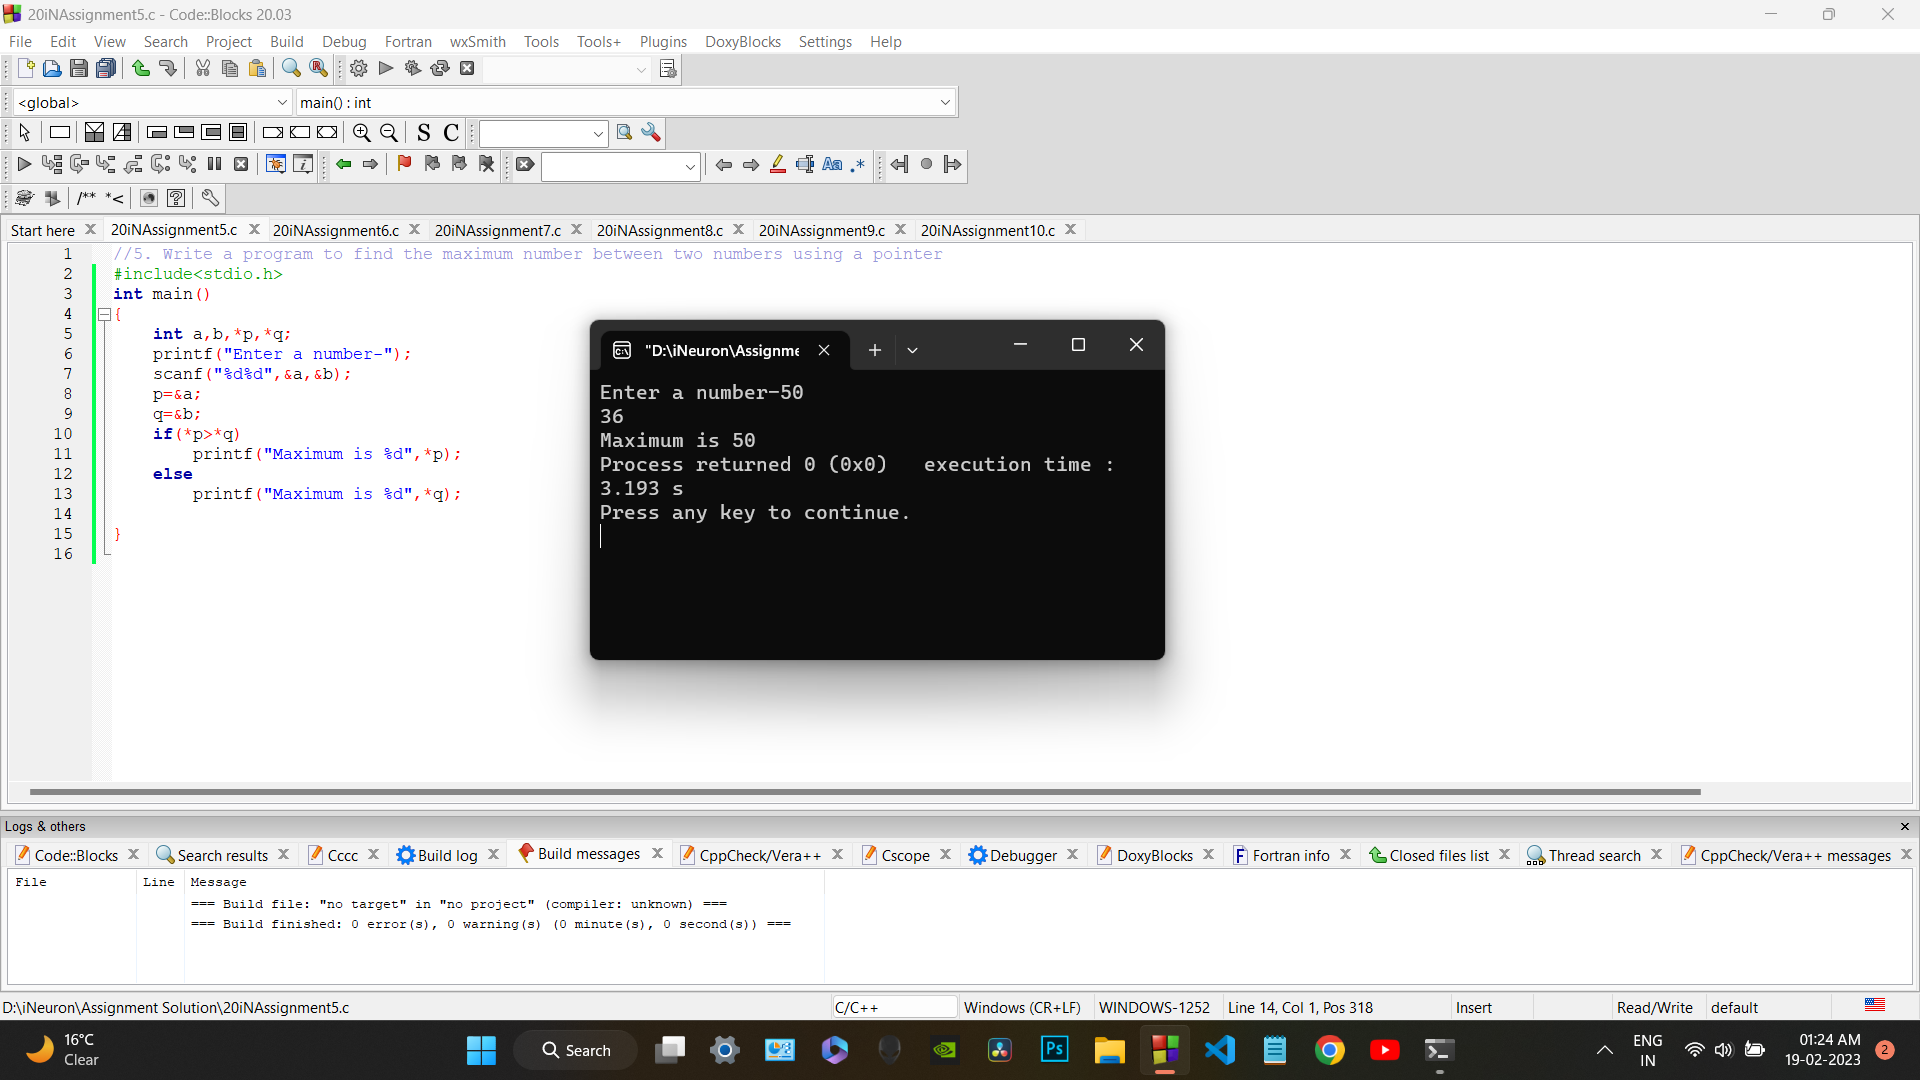 20iNAssignment5.c - Code::Blocks 20.03
File Edit View Search Project Build Debug Fortran wxSmith Tools Tools+ Plugins DoxyBlocks Settings Help
<global> main() : int
S C
Aa .*
/** *<
Start here 20iNAssignment5.c 20iNAssignment6.c 20iNAssignment7.c 20iNAssignment8.c 20iNAssignment9.c 20iNAssignment10.c
1 //5. Write a program to find the maximum number between two numbers using a pointer
2 #include<stdio.h>
3 int main()
4 {
5 int a,b,*p,*q;
6 printf("Enter a number-");
7 scanf("%d%d",&a,&b);
8 p=&a;
9 q=&b;
10 if(*p>*q)
11 printf("Maximum is %d",*p);
12 else
13 printf("Maximum is %d",*q);
14
15 }
16
"D:\iNeuron\Assignme
Enter a number-50
36
Maximum is 50
Process returned 0 (0x0)   execution time :
3.193 s
Press any key to continue.
Logs & others
Code::Blocks Search results Cccc Build log Build messages CppCheck/Vera++ Cscope Debugger DoxyBlocks Fortran info Closed files list Thread search CppCheck/Vera++ messages
File Line Message
=== Build file: "no target" in "no project" (compiler: unknown) ===
=== Build finished: 0 error(s), 0 warning(s) (0 minute(s), 0 second(s)) ===
D:\iNeuron\Assignment Solution\20iNAssignment5.c C/C++ Windows (CR+LF) WINDOWS-1252 Line 14, Col 1, Pos 318 Insert Read/Write default
16°C
Clear
Search
Ps
ENG
IN
01:24 AM
19-02-2023
2